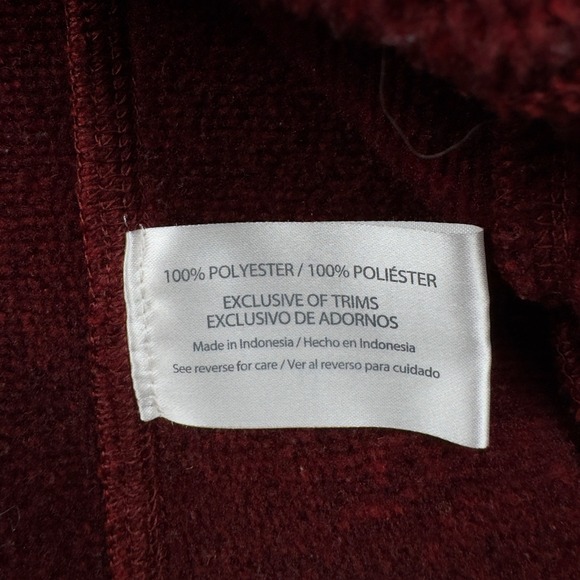 100% POLYESTER / 100% POLIÉSTER
EXCLUSIVE OF TRIMS
EXCLUSIVO DE ADORNOS
Made in Indonesia / Hecho en Indonesia
See reverse for care / Ver al reverso para cuidado